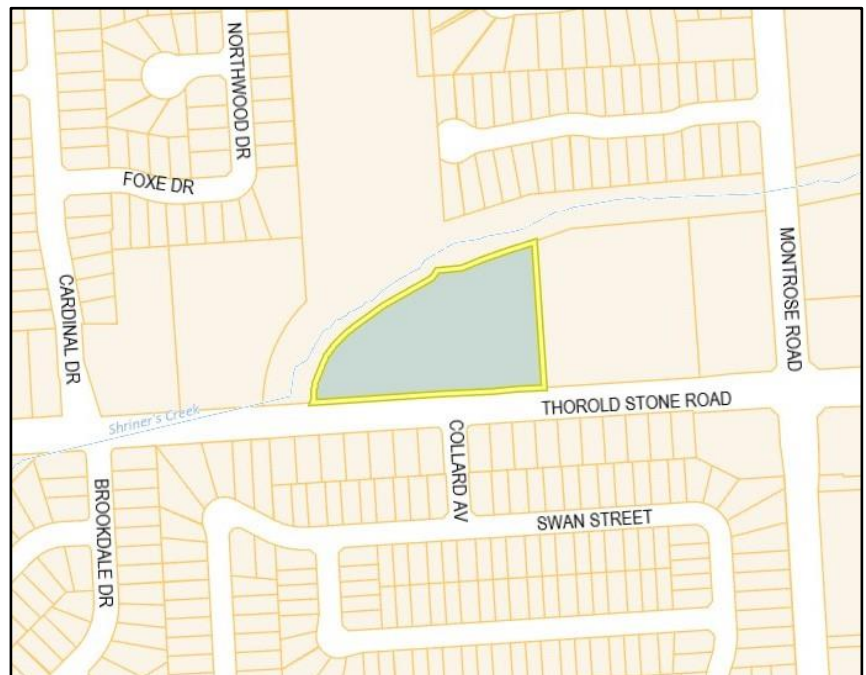 NORTHWOOD DR
FOXE DR
CARDINAL DR
MONTROSE ROAD
Shriner's Creek
THOROLD STONE ROAD
COLLARD AV
BROOKDALE DR
SWAN STREET